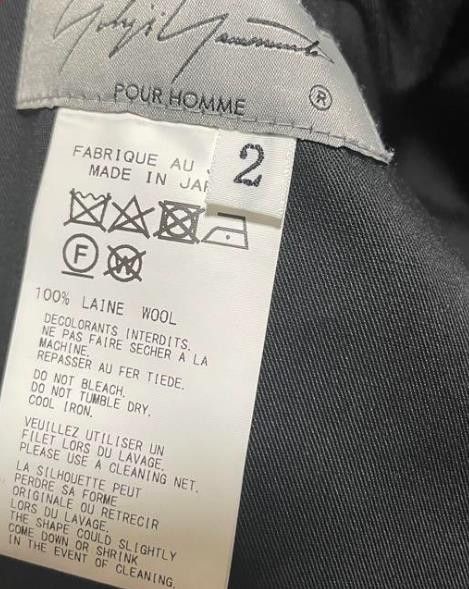 Yohji Yamamoto
POUR HOMME ®
FABRIQUE AU
MADE IN
2
F
W
100% LAINE WOOL
DECOLORANTS INTERDITS.
NE PAS FAIRE SECHER A LA
MACHINE.
REPASSER AU FER TIEDE.
DO NOT BLEACH.
DO NOT TUMBLE DRY.
COOL IRON.
VEUILLEZ UTILISER UN
FILET LORS DU LAVAGE.
PLEASE USE A CLEANING NET.
LA SILHOUETTE PEUT
PERDRE SA FORME
ORIGINALE OU RETRECIR
LORS DU LAVAGE.
THE SHAPE COULD SLIGHTLY
COME DOWN OR SHRINK
IN THE EVENT OF CLEANING.